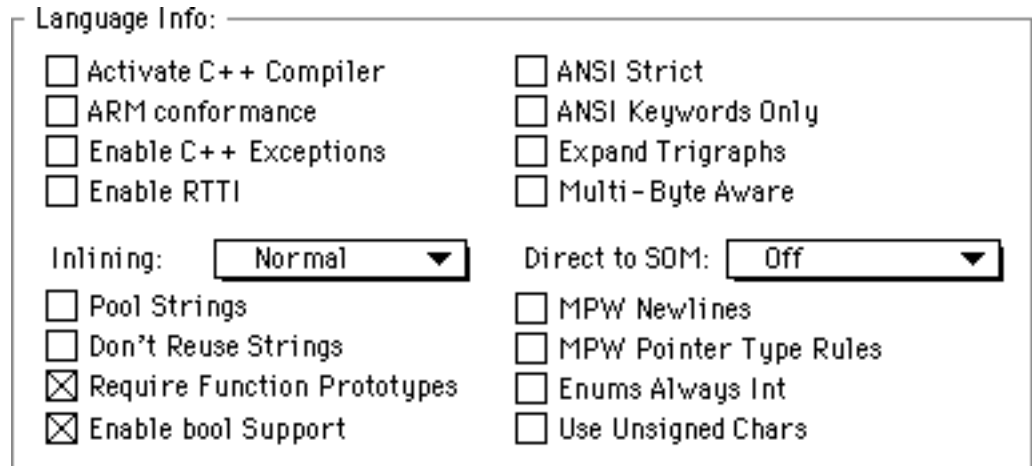 Language Info:
Activate C++ Compiler
ARM conformance
Enable C++ Exceptions
Enable RTTI
ANSI Strict
ANSI Keywords Only
Expand Trigraphs
Multi-Byte Aware
Inlining: Normal
Direct to SOM: Off
Pool Strings
Don't Reuse Strings
Require Function Prototypes
Enable bool Support
MPW Newlines
MPW Pointer Type Rules
Enums Always Int
Use Unsigned Chars